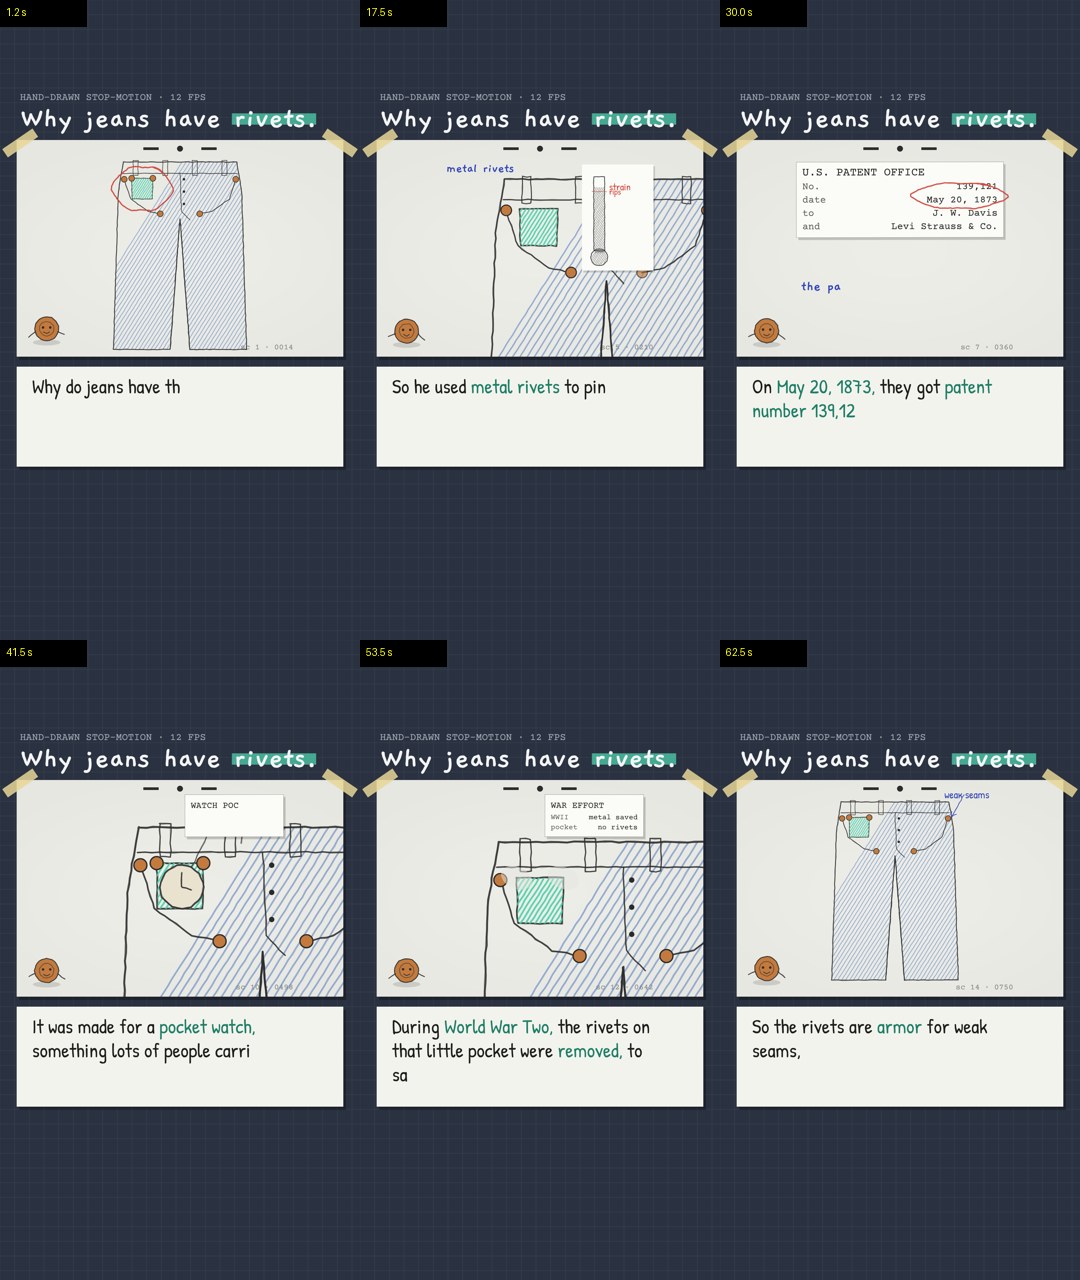 1.2s
HAND-DRAWN STOP-MOTION · 12 FPS
Why jeans have rivets.
sc 1 · 0014
Why do jeans have th
17.5s
HAND-DRAWN STOP-MOTION · 12 FPS
Why jeans have rivets.
metal rivets
strain
rips
0210
So he used metal rivets to pin
30.0s
HAND-DRAWN STOP-MOTION · 12 FPS
Why jeans have rivets.
U.S. PATENT OFFICE
No. 139,121
date May 20, 1873
to J. W. Davis
and Levi Strauss & Co.
the pa
sc 7 · 0360
On May 20, 1873, they got patent
number 139,12
41.5s
HAND-DRAWN STOP-MOTION · 12 FPS
Why jeans have rivets.
WATCH POC
sc 10 · 0498
It was made for a pocket watch,
something lots of people carri
53.5s
HAND-DRAWN STOP-MOTION · 12 FPS
Why jeans have rivets.
WAR EFFORT
WWII metal saved
pocket no rivets
0642
During World War Two, the rivets on
that little pocket were removed, to
sa
62.5s
HAND-DRAWN STOP-MOTION · 12 FPS
Why jeans have rivets.
weak seams
sc 14 · 0750
So the rivets are armor for weak
seams,